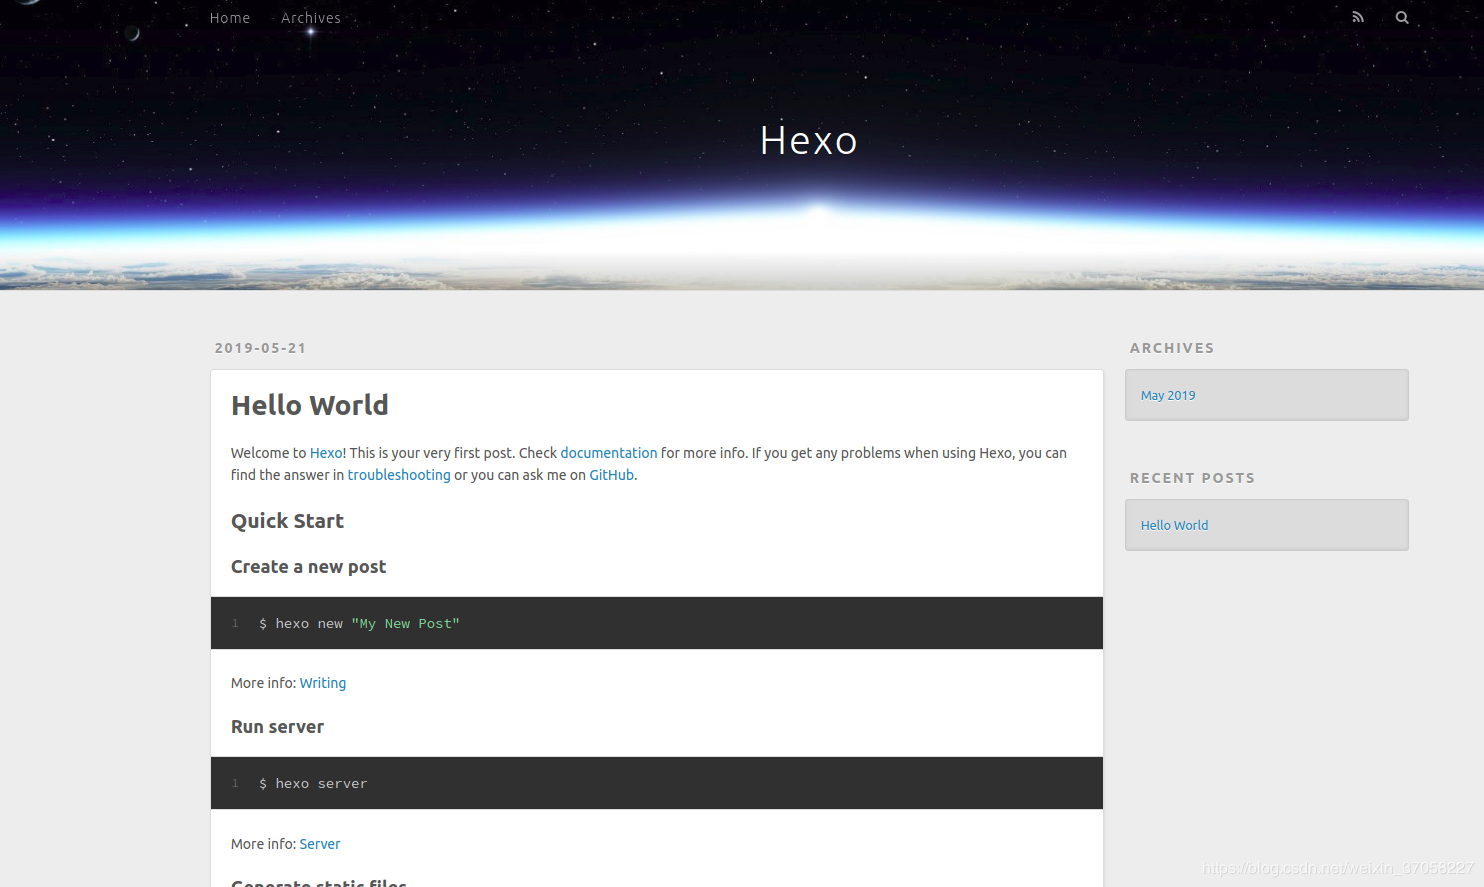 Home
Archives
Hexo
2019-05-21
Hello World
Welcome to Hexo! This is your very first post. Check documentation for more info. If you get any problems when using Hexo, you can
find the answer in troubleshooting or you can ask me on GitHub.
Quick Start
Create a new post
1 $ hexo new "My New Post"
More info: Writing
Run server
1 $ hexo server
More info: Server
Generate static files
ARCHIVES
May 2019
RECENT POSTS
Hello World
https://blog.csdn.net/weixin_37058227